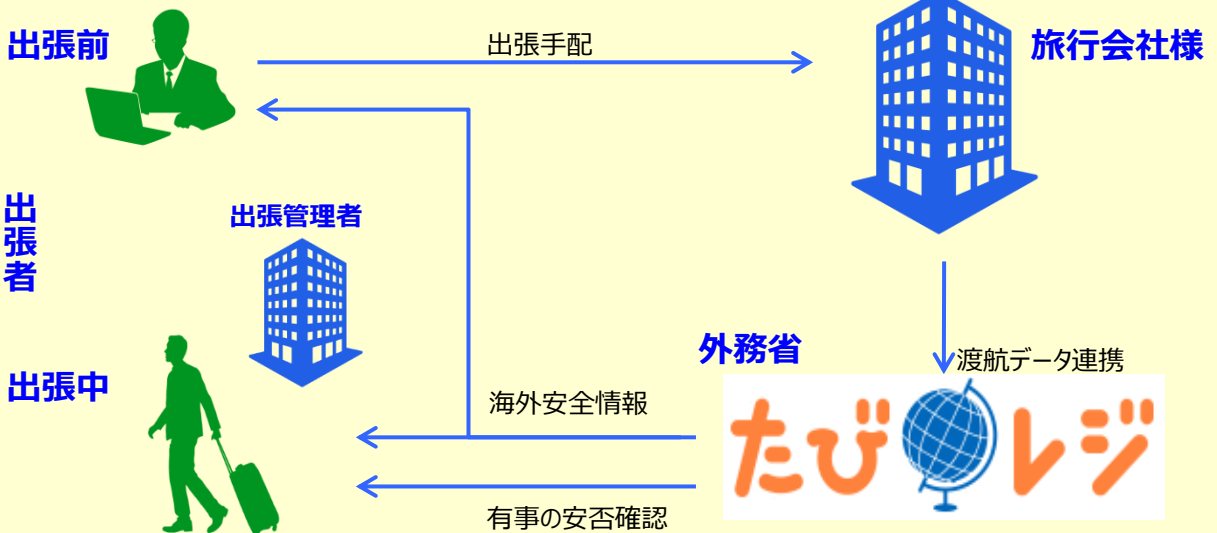 出張前
出張手配
旅行会社様
出張者
出張管理者
外務省
渡航データ連携
出張中
海外安全情報
たびレジ
有事の安否確認